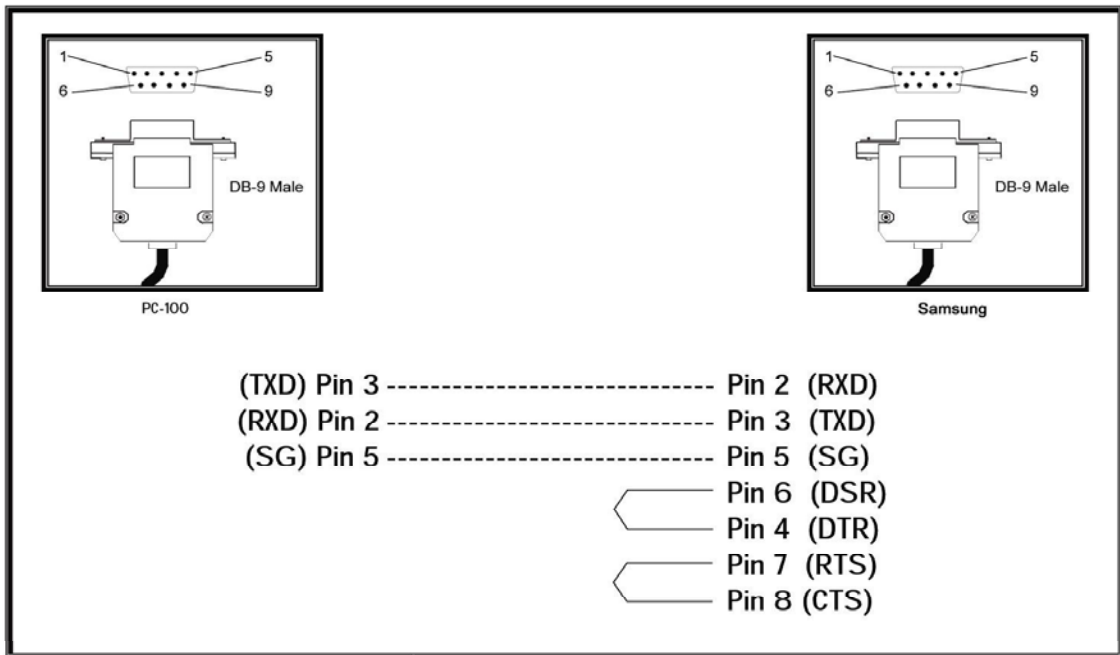 1 5
6 9
DB-9 Male
PC-100
1 5
6 9
DB-9 Male
Samsung
(TXD) Pin 3 ------------------------- Pin 2 (RXD)
(RXD) Pin 2 ------------------------- Pin 3 (TXD)
(SG) Pin 5 ------------------------- Pin 5 (SG)
Pin 6 (DSR)
Pin 4 (DTR)
Pin 7 (RTS)
Pin 8 (CTS)